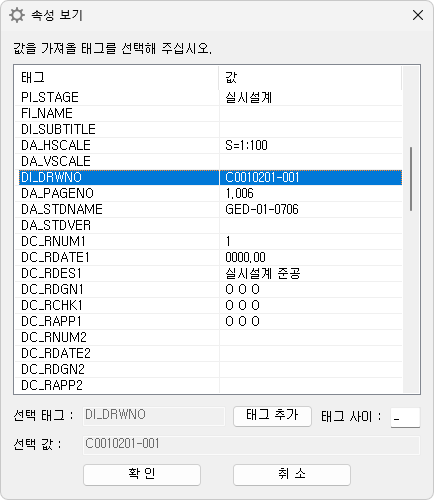 속성 보기
값을 가져올 태그를 선택해 주십시오.
태그 값
PI_STAGE 실시설계
FI_NAME
DI_SUBTITLE
DA_HSCALE S=1:100
DA_VSCALE
DI_DRWNO C0010201-001
DA_PAGENO 1,006
DA_STDNAME GED-01-0706
DA_STDVER
DC_RNUM1 1
DC_RDATE1 0000,00
DC_RDES1 실시설계 준공
DC_RDGN1 O O O
DC_RCHK1 O O O
DC_RAPP1 O O O
DC_RNUM2
DC_RDATE2
DC_RDGN2
DC_RAPP2
선택 태그 : DI_DRWNO 태그 추가 태그 사이 : _
선택 값 : C0010201-001
확 인 취 소